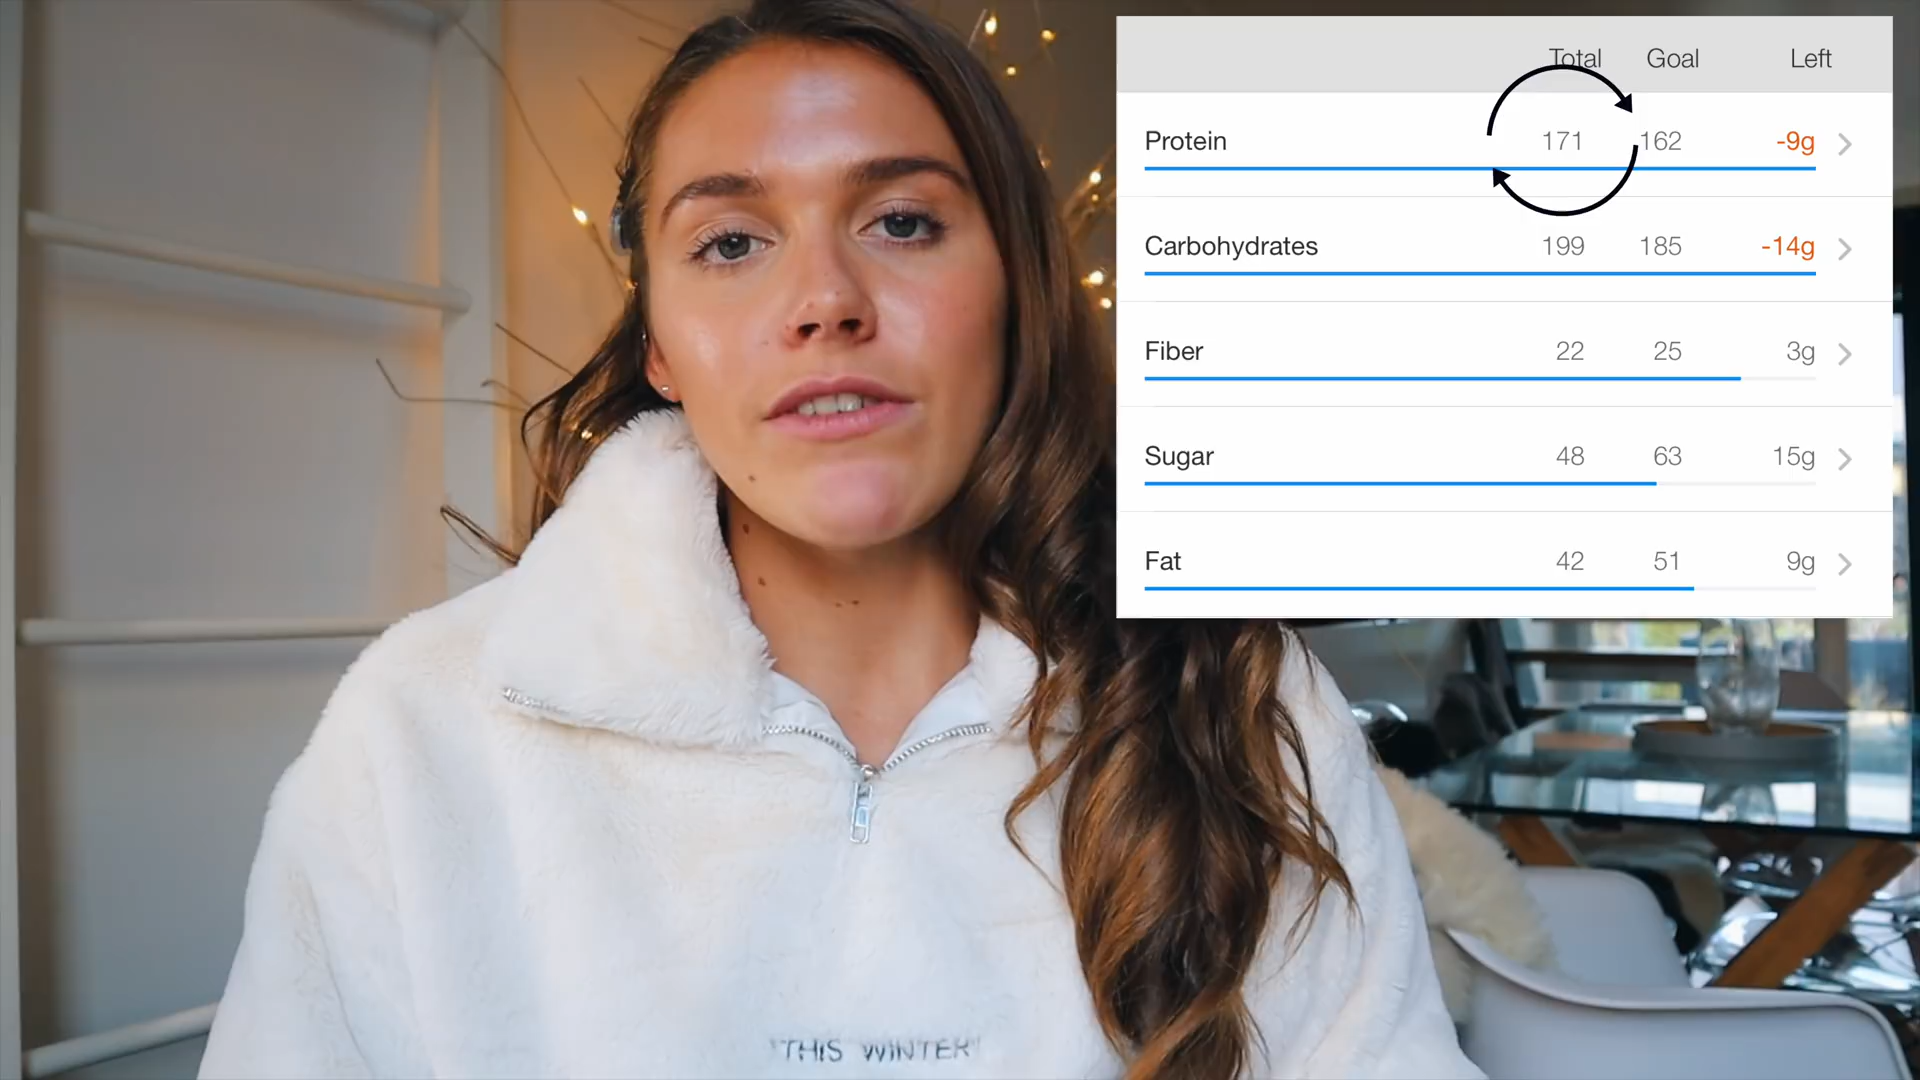 Total Goal Left
Protein 171 162 -9g
Carbohydrates 199 185 -14g
Fiber 22 25 3g
Sugar 48 63 15g
Fat 42 51 9g
"THIS WINTER"